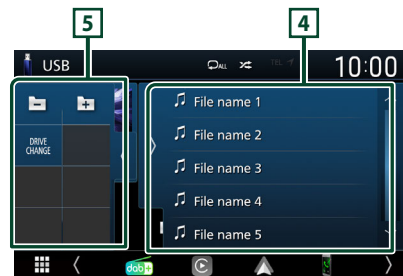 5
4
USB
ALL
TEL
10:00
File name 1
File name 2
DRIVE
CHANGE
File name 3
File name 4
File name 5
dab+